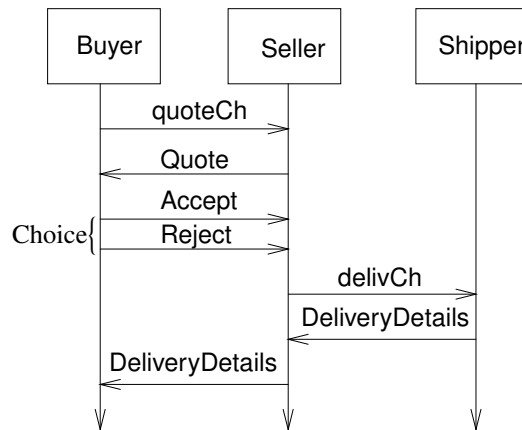 Buyer
Seller
Shipper
quoteCh
Quote
Accept
Choice{
Reject
delivCh
DeliveryDetails
DeliveryDetails